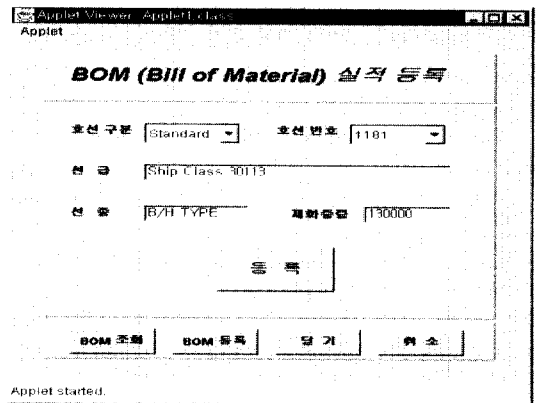 Applet Viewer: Applet1.class
Applet
BOM (Bill of Material) 실적 등록
호선 구분 Standard 호선 번호 1181
선 급 Ship Class 30113
선 종 B/H TYPE 재화중량 130000
등 록
BOM 조회 BOM 등록 닫 기 취 소
Applet started.